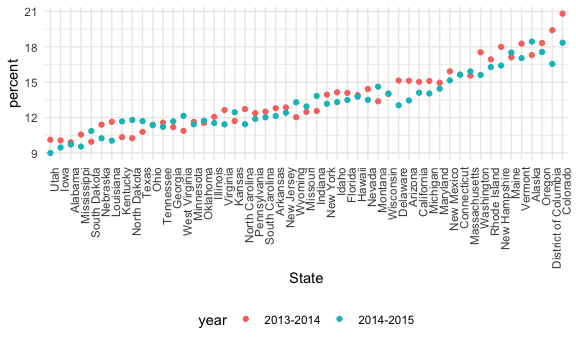 21
18
15
12
9
percent
Utah
Iowa
Alabama
Mississippi
South Dakota
Nebraska
Louisiana
Kentucky
North Dakota
Texas
Ohio
Tennessee
Georgia
West Virginia
Minnesota
Oklahoma
Illinois
Virginia
Kansas
North Carolina
Pennsylvania
South Carolina
Arkansas
New Jersey
Wyoming
Missouri
Indiana
New York
Idaho
Florida
Hawaii
Nevada
Montana
Wisconsin
Delaware
Arizona
California
Michigan
Maryland
New Mexico
Connecticut
Massachusetts
Washington
Rhode Island
New Hampshire
Maine
Vermont
Alaska
Oregon
District of Columbia
Colorado
State
year 2013-2014 2014-2015